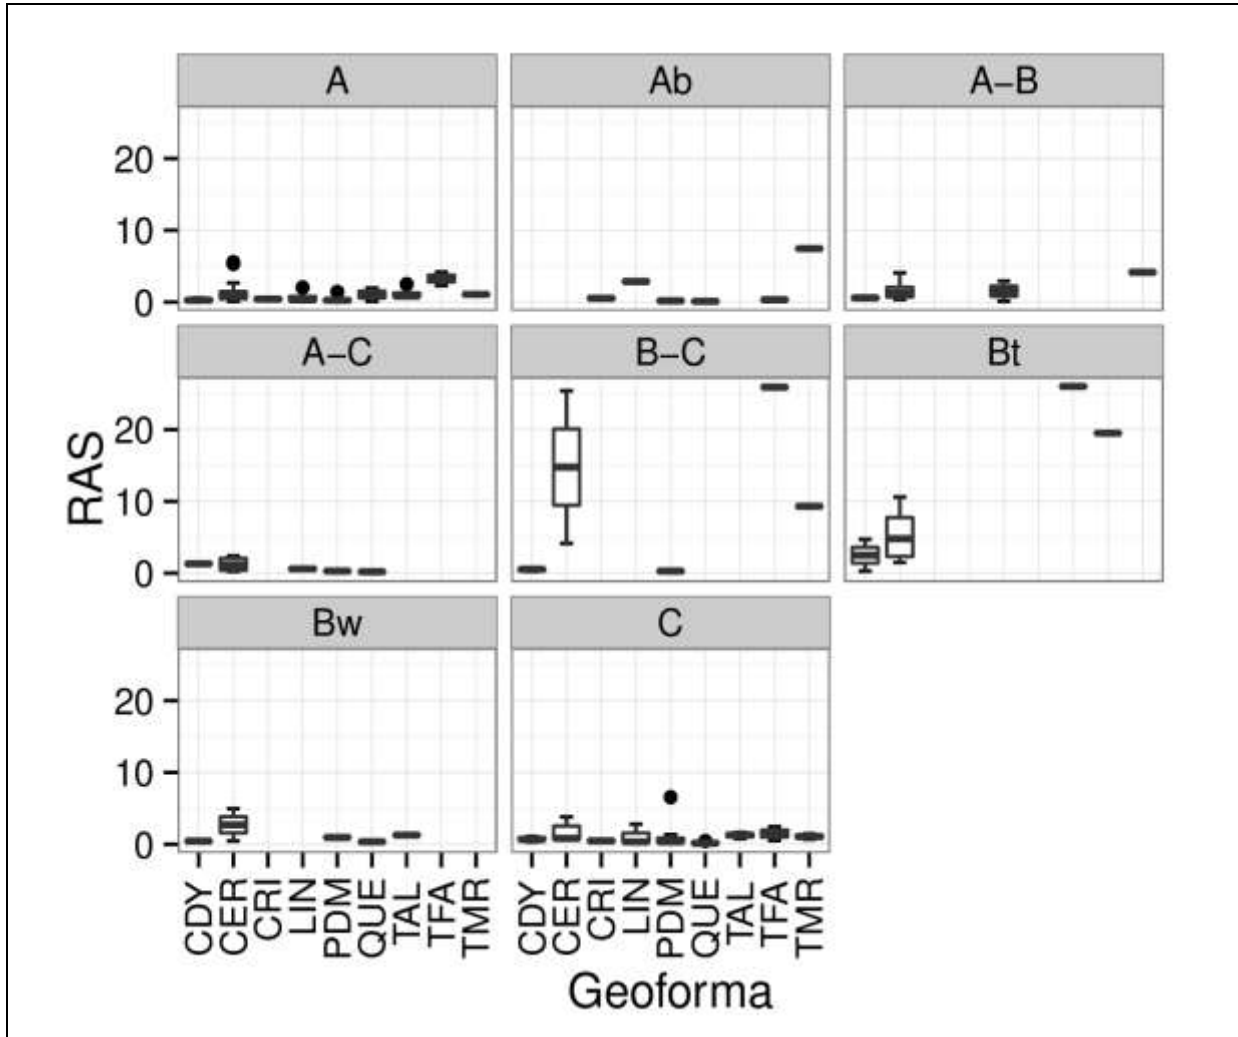 A Ab A−B
20
10
0
A−C B−C Bt
20
10
0
RAS
Bw C
20
10
0
CDY CER CRI LIN PDM QUE TAL TFA TMR CDY CER CRI LIN PDM QUE TAL TFA TMR
Geoforma